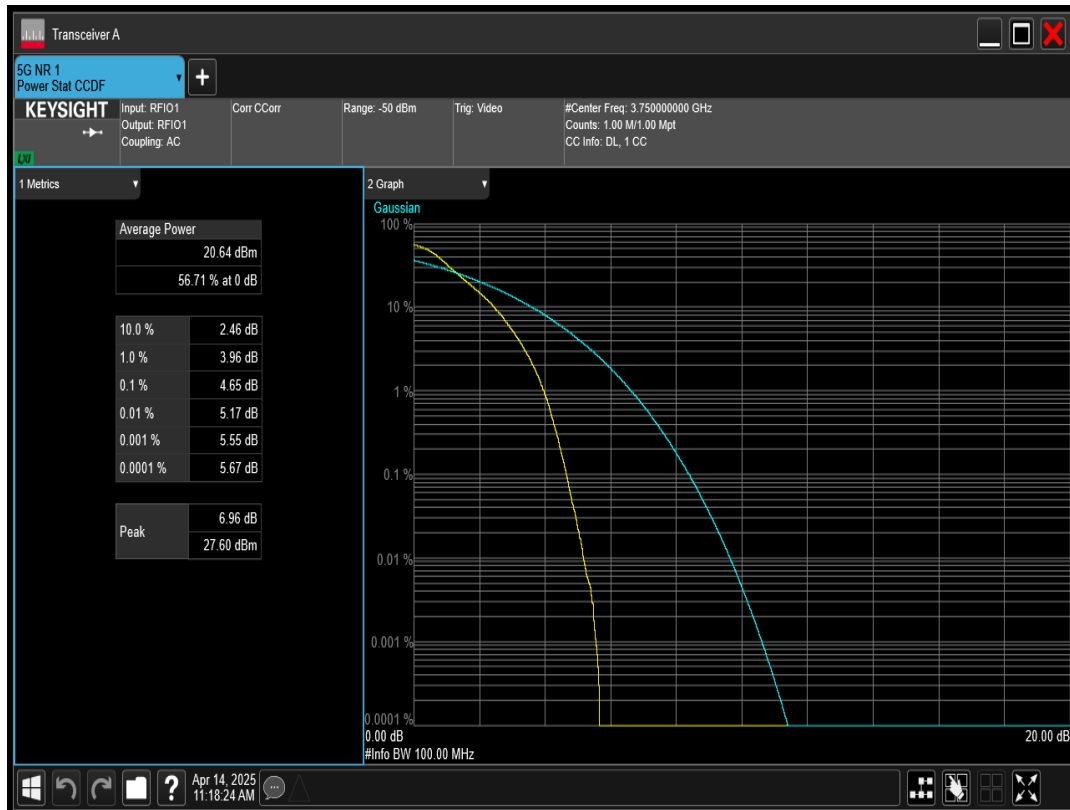 Transceiver A
5G NR 1
Power Stat CCDF
+
KEYSIGHT
LXI
Input: RFIO1
Output: RFIO1
Coupling: AC
Corr CCorr
Range: -50 dBm
Trig: Video
#Center Freq: 3.750000000 GHz
Counts: 1.00 M/1.00 Mpt
CC Info: DL, 1 CC
1 Metrics
Average Power
20.64 dBm
56.71 % at 0 dB
10.0 % 2.46 dB
1.0 % 3.96 dB
0.1 % 4.65 dB
0.01 % 5.17 dB
0.001 % 5.55 dB
0.0001 % 5.67 dB
Peak
6.96 dB
27.60 dBm
2 Graph
Gaussian
100 %
10 %
1 %
0.1 %
0.01 %
0.001 %
0.0001 %
0.00 dB 20.00 dB
#Info BW 100.00 MHz
?
Apr 14, 2025
11:18:24 AM